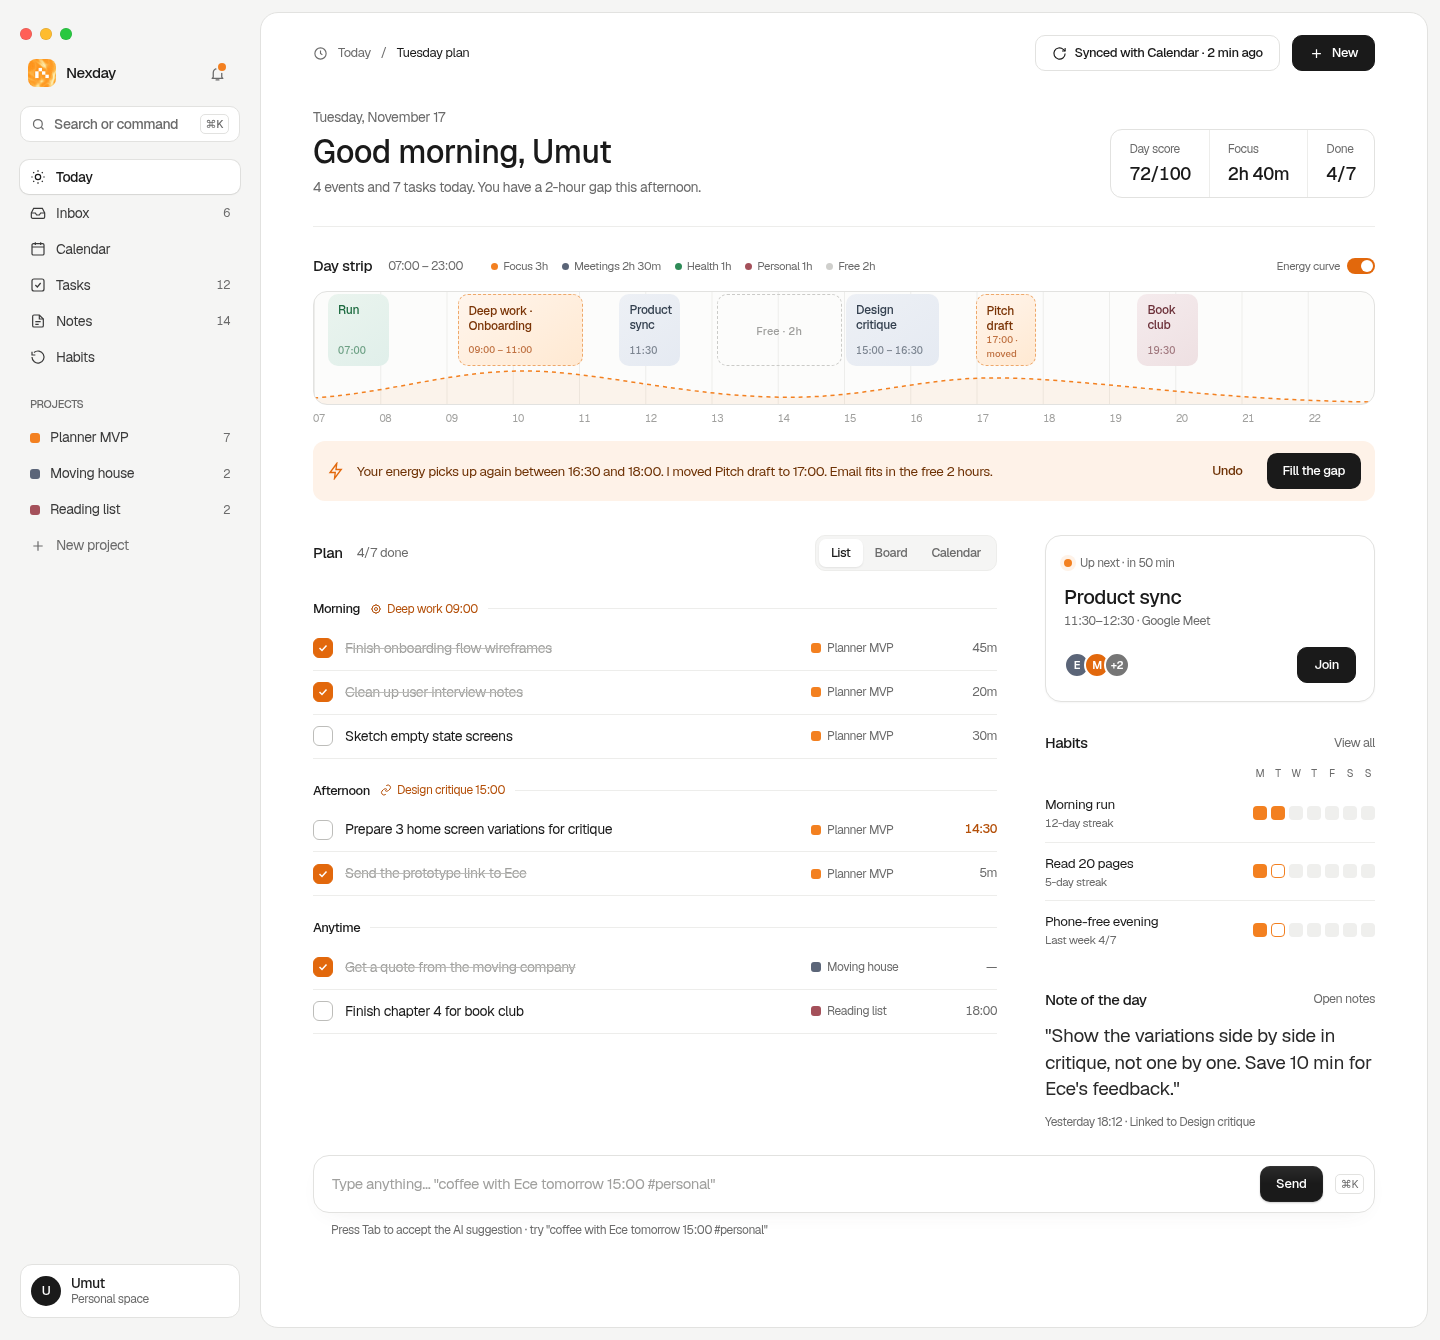 Nexday
Search or command ⌘K
Today
Inbox 6
Calendar
Tasks 12
Notes 14
Habits
PROJECTS
Planner MVP 7
Moving house 2
Reading list 2
New project
U
Umut
Personal space
Today / Tuesday plan
Synced with Calendar · 2 min ago
New
Tuesday, November 17
Good morning, Umut
4 events and 7 tasks today. You have a 2-hour gap this afternoon.
Day score
72/100
Focus
2h 40m
Done
4/7
Day strip 07:00 – 23:00
Focus 3h
Meetings 2h 30m
Health 1h
Personal 1h
Free 2h
Energy curve
Run
07:00
Deep work ·
Onboarding
09:00 – 11:00
Product
sync
11:30
Free · 2h
Design
critique
15:00 – 16:30
Pitch
draft
17:00 ·
moved
Book
club
19:30
07 08 09 10 11 12 13 14 15 16 17 18 19 20 21 22
Your energy picks up again between 16:30 and 18:00. I moved Pitch draft to 17:00. Email fits in the free 2 hours.
Undo
Fill the gap
Plan 4/7 done
List Board Calendar
Morning Deep work 09:00
Finish onboarding flow wireframes Planner MVP 45m
Clean up user interview notes Planner MVP 20m
Sketch empty state screens Planner MVP 30m
Afternoon Design critique 15:00
Prepare 3 home screen variations for critique Planner MVP 14:30
Send the prototype link to Ece Planner MVP 5m
Anytime
Get a quote from the moving company Moving house —
Finish chapter 4 for book club Reading list 18:00
Up next · in 50 min
Product sync
11:30–12:30 · Google Meet
E M +2
Join
Habits View all
M T W T F S S
Morning run
12-day streak
Read 20 pages
5-day streak
Phone-free evening
Last week 4/7
Note of the day Open notes
"Show the variations side by side in
critique, not one by one. Save 10 min for
Ece's feedback."
Yesterday 18:12 · Linked to Design critique
Type anything… "coffee with Ece tomorrow 15:00 #personal"
Send ⌘K
Press Tab to accept the AI suggestion · try "coffee with Ece tomorrow 15:00 #personal"